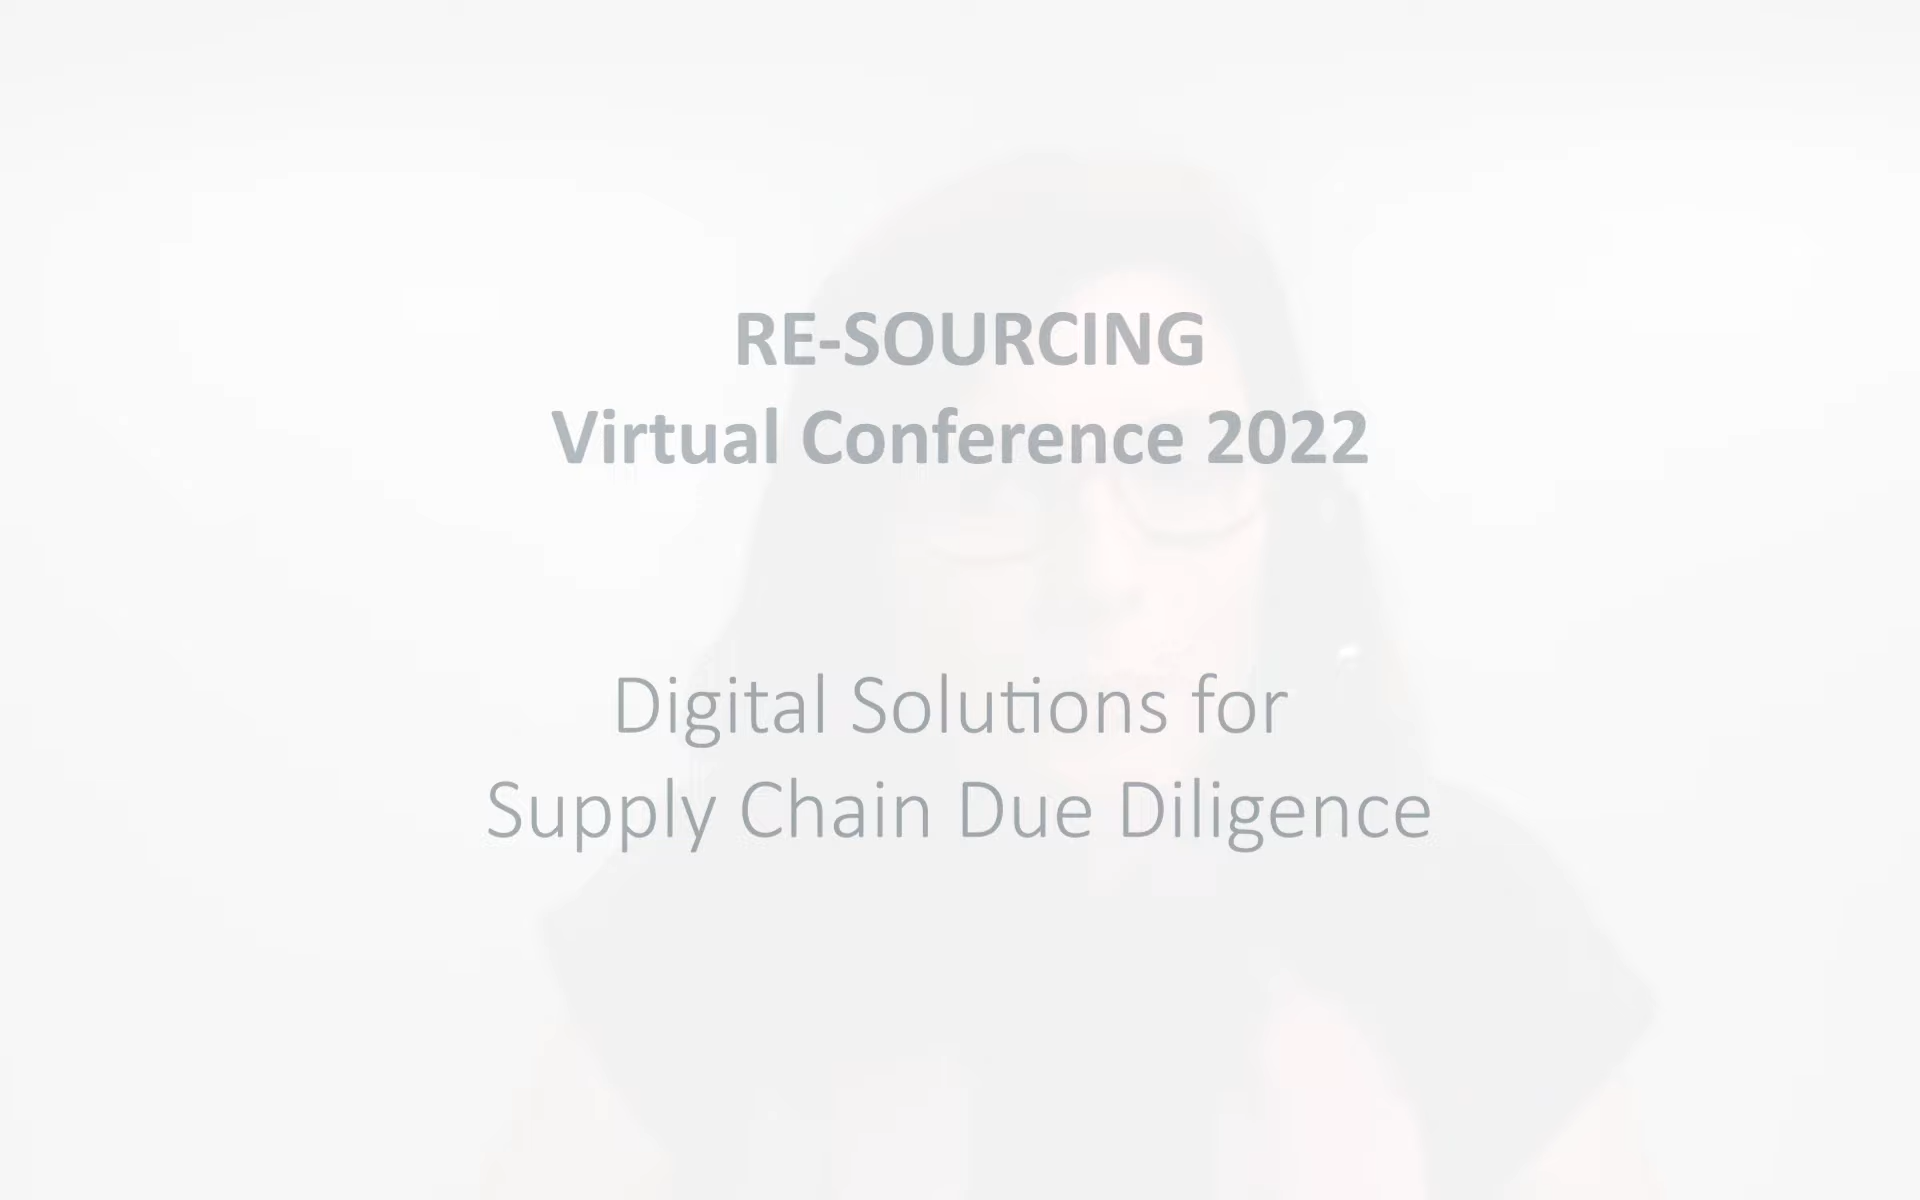 RE-SOURCING
Virtual Conference 2022
Digital Solutions for
Supply Chain Due Diligence